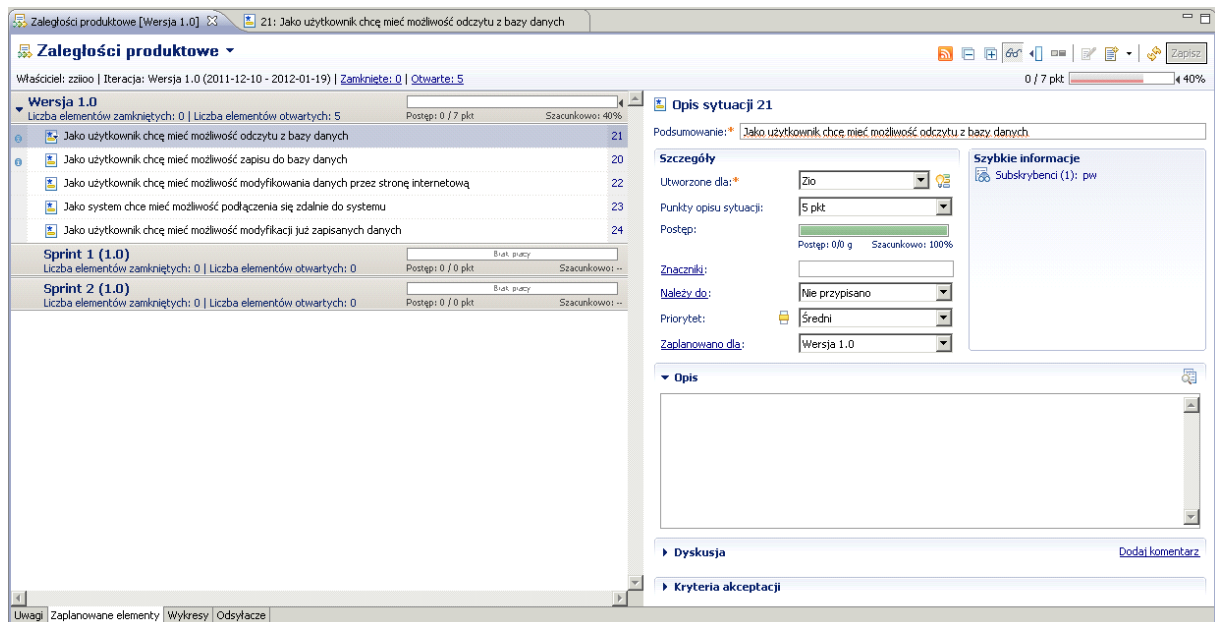 Zaległości produktowe [Wersja 1.0]
21: Jako użytkownik chcę mieć możliwość odczytu z bazy danych
Zaległości produktowe
Zapisz
Właściciel: zziioo | Iteracja: Wersja 1.0 (2011-12-10 - 2012-01-19) | Zamknięte: 0 | Otwarte: 5
0 / 7 pkt
40%
Wersja 1.0
Liczba elementów zamkniętych: 0 | Liczba elementów otwartych: 5
Postęp: 0 / 7 pkt
Szacunkowo: 40%
Jako użytkownik chcę mieć możliwość odczytu z bazy danych 21
Jako użytkownik chcę mieć możliwość zapisu do bazy danych 20
Jako użytkownik chcę mieć możliwość modyfikowania danych przez stronę internetową 22
Jako system chce mieć możliwość podłączenia się zdalnie do systemu 23
Jako użytkownik chcę mieć możliwość modyfikacji już zapisanych danych 24
Sprint 1 (1.0)
Brak pracy
Liczba elementów zamkniętych: 0 | Liczba elementów otwartych: 0
Postęp: 0 / 0 pkt
Szacunkowo: --
Sprint 2 (1.0)
Brak pracy
Liczba elementów zamkniętych: 0 | Liczba elementów otwartych: 0
Postęp: 0 / 0 pkt
Szacunkowo: --
Uwagi
Zaplanowane elementy
Wykresy
Odsyłacze
Opis sytuacji 21
Podsumowanie:* Jako użytkownik chcę mieć możliwość odczytu z bazy danych
Szczegóły
Utworzone dla:* Zio
Punkty opisu sytuacji: 5 pkt
Postęp:
Postęp: 0/0 g Szacunkowo: 100%
Znaczniki:
Należy do: Nie przypisano
Priorytet: Średni
Zaplanowano dla: Wersja 1.0
Szybkie informacje
Subskrybenci (1): pw
Opis
Dyskusja
Dodaj komentarz
Kryteria akceptacji